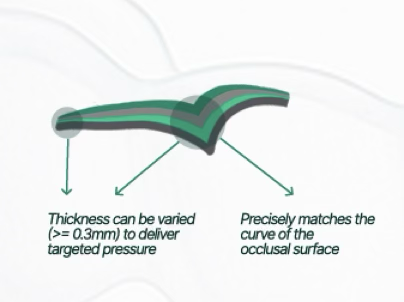 Thickness can be varied
(>= 0.3mm) to deliver
targeted pressure
Precisely matches the
curve of the
occlusal surface